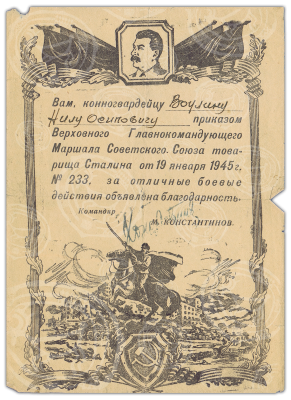 Вам, конногвардейцу Воулину
Нилу Осиповичу приказом
Верховного Главнокомандующего
Маршала Советского Союза това-
рища Сталина от 19 января 1945 г.
№ 233, за отличные боевые
действия объявлена благодарность.
Командир
М. КОНСТАНТИНОВ.